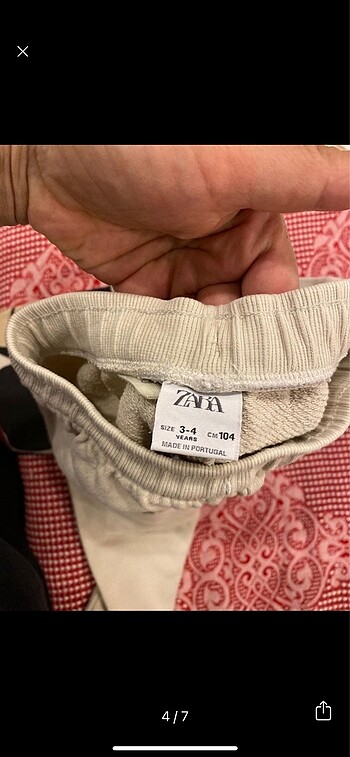 ZARA
SIZE 3-4 CM 104
YEARS
MADE IN PORTUGAL
4/7